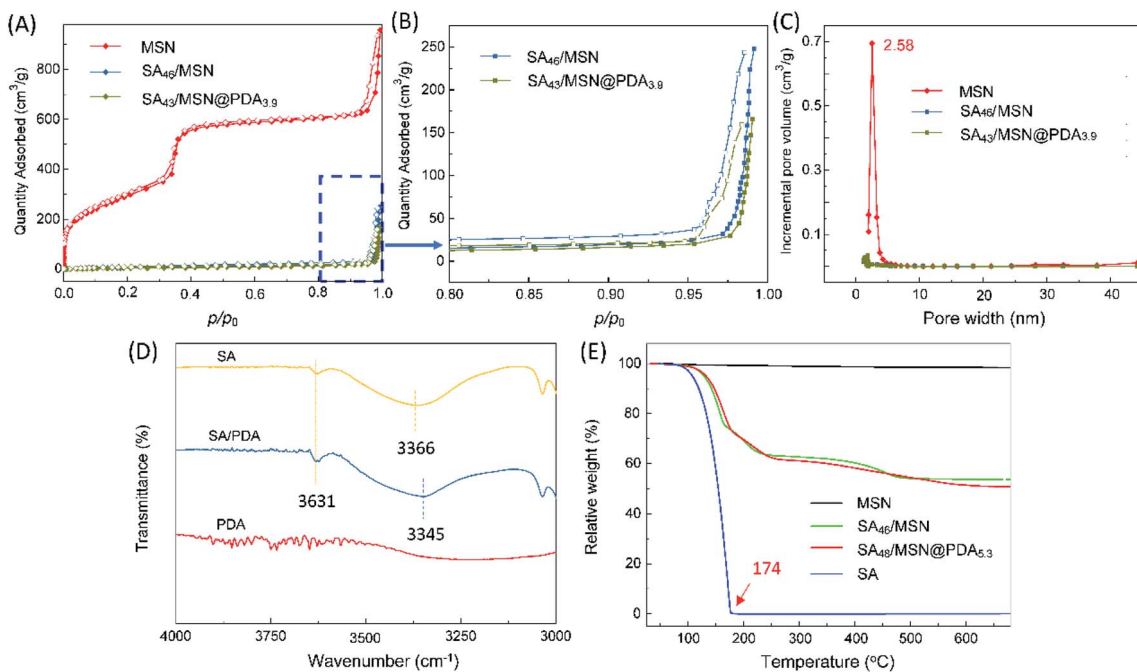 (A)
Quantity Adsorbed (cm³/g)
800
600
400
200
0
MSN
SA₄₆/MSN
SA₄₃/MSN@PDA₃.₉
0.0 0.2 0.4 0.6 0.8 1.0
p/p₀
(B)
Quantity Adsorbed (cm³/g)
250
200
150
100
50
0
SA₄₆/MSN
SA₄₃/MSN@PDA₃.₉
0.80 0.85 0.90 0.95 1.00
p/p₀
(C)
Incremental pore volume (cm³/g)
0.7
0.5
0.3
0.1
2.58
MSN
SA₄₆/MSN
SA₄₃/MSN@PDA₃.₉
0 10 20 30 40
Pore width (nm)
(D)
Transmittance (%)
SA
3366
SA/PDA
3631
3345
PDA
4000 3750 3500 3250 3000
Wavenumber (cm⁻¹)
(E)
Relative weight (%)
100
80
60
40
20
0
MSN
SA₄₆/MSN
SA₄₈/MSN@PDA₅.₃
SA
174
100 200 300 400 500 600
Temperature (°C)